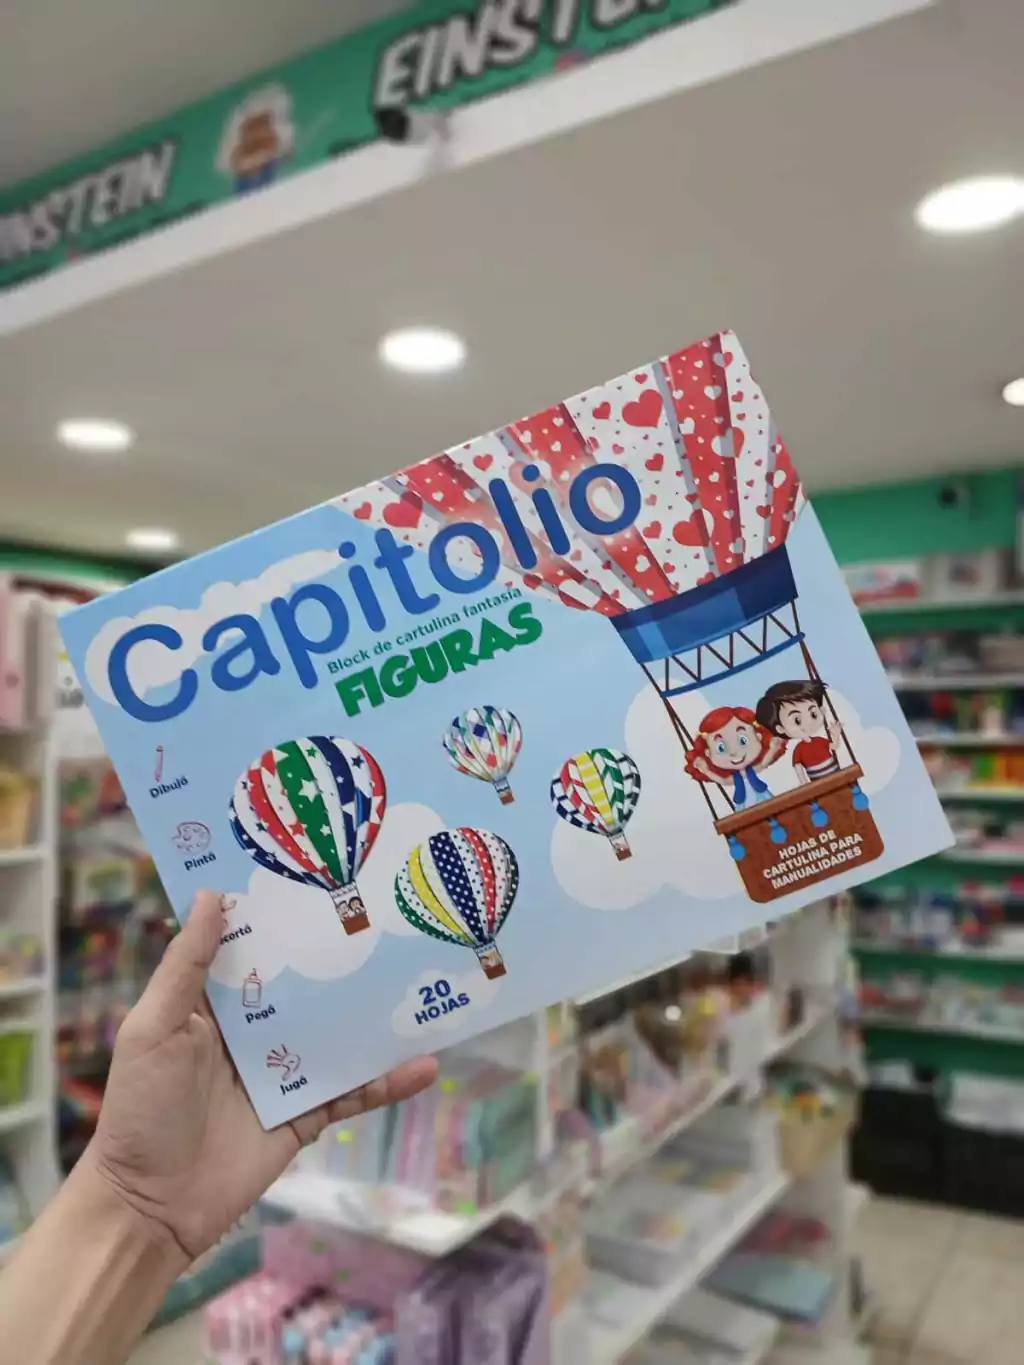 EINSTEIN
EINSTEIN
Capitolio
Block de cartulina fantasía
FIGURAS
Dibujá
Pintá
Pegá
Jugá
20
HOJAS
HOJAS DE
CARTULINA PARA
MANUALIDADES